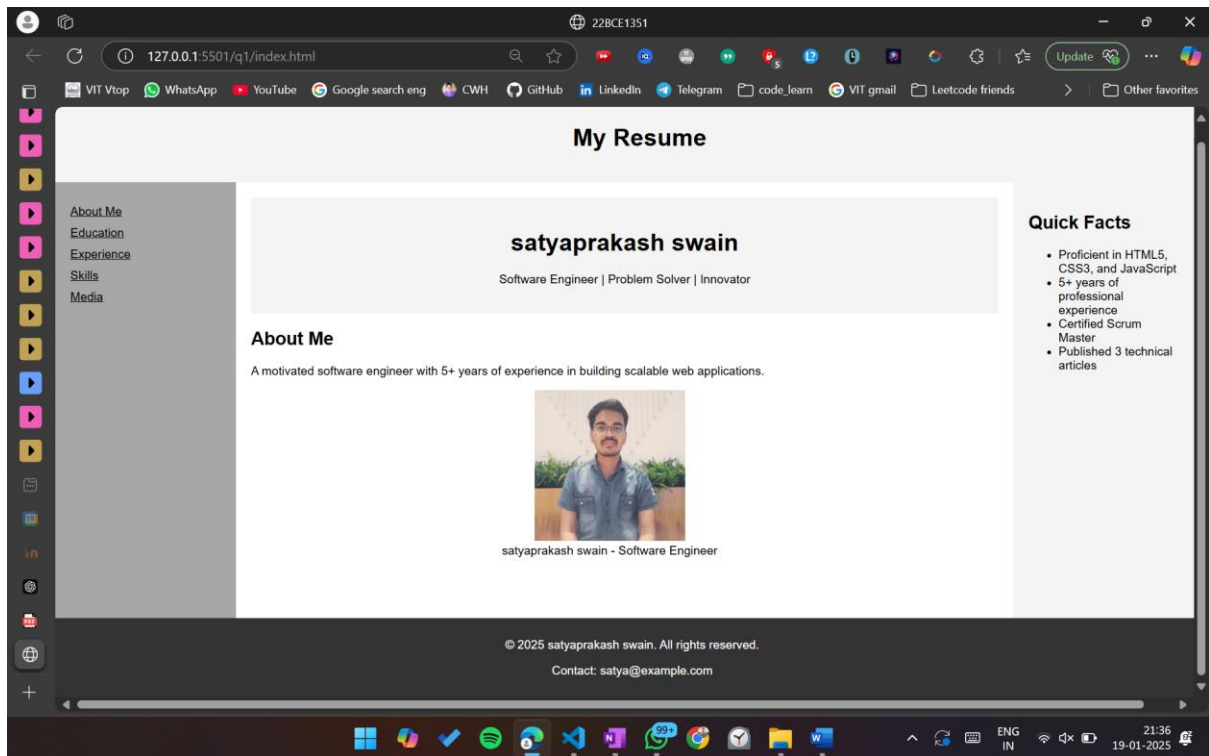 22BCE1351
127.0.0.1:5501/q1/index.html
Update
VIT Vtop WhatsApp YouTube Google search eng CWH GitHub LinkedIn Telegram code_learn VIT gmail Leetcode friends Other favorites
My Resume
About Me
Education
Experience
Skills
Media
satyaprakash swain
Software Engineer | Problem Solver | Innovator
About Me
A motivated software engineer with 5+ years of experience in building scalable web applications.
satyaprakash swain - Software Engineer
Quick Facts
Proficient in HTML5,
CSS3, and JavaScript
5+ years of
professional
experience
Certified Scrum
Master
Published 3 technical
articles
© 2025 satyaprakash swain. All rights reserved.
Contact: satya@example.com
99+
ENG
IN
21:36
19-01-2025